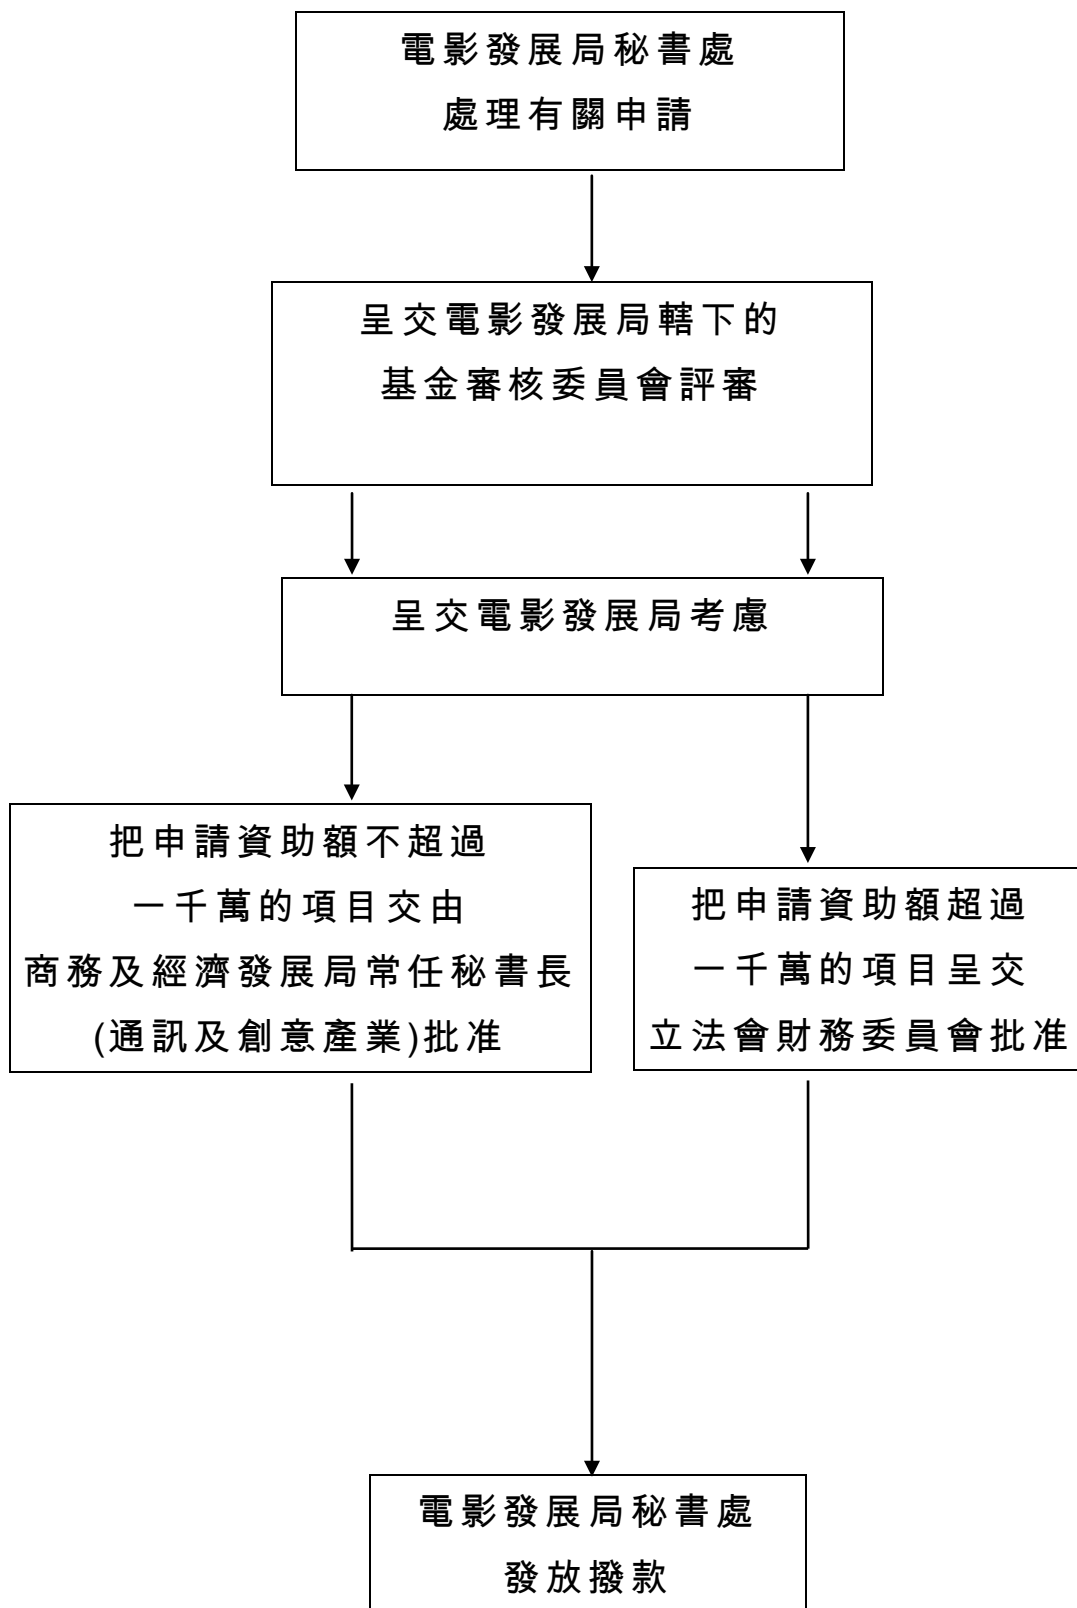 電影發展局秘書處
處理有關申請
呈交電影發展局轄下的
基金審核委員會評審
呈交電影發展局考慮
把申請資助額不超過
一千萬的項目交由
商務及經濟發展局常任秘書長
(通訊及創意產業)批准
把申請資助額超過
一千萬的項目呈交
立法會財務委員會批准
電影發展局秘書處
發放撥款